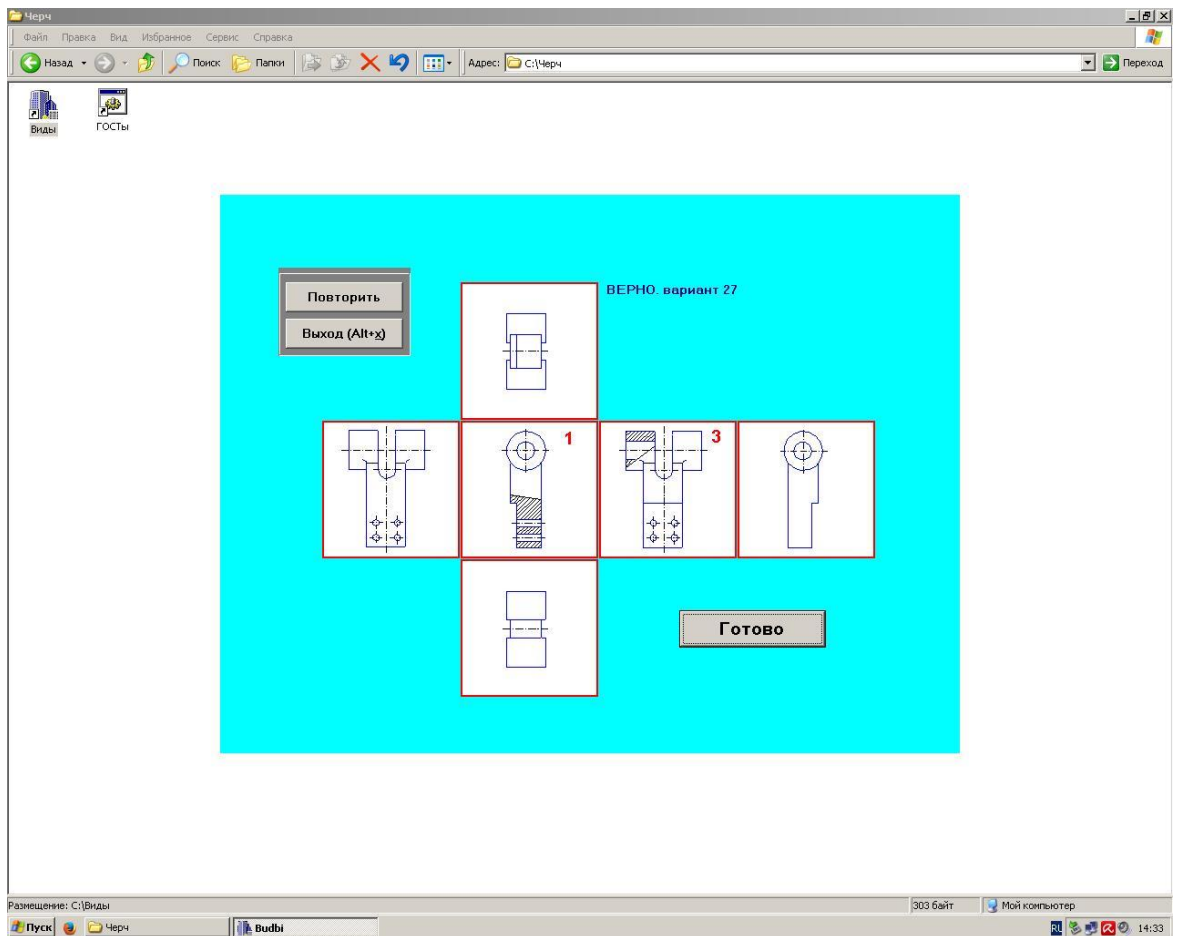 Черч
Файл Правка Вид Избранное Сервис Справка
Назад Поиск Папки Адрес: C:\Черч Переход
Виды ГОСТы
Повторить
Выход (Alt+x)
ВЕРНО. вариант 27
1
3
Готово
Размещение: C:\Виды 303 байт Мой компьютер
Пуск Черч Budbi RU 14:33